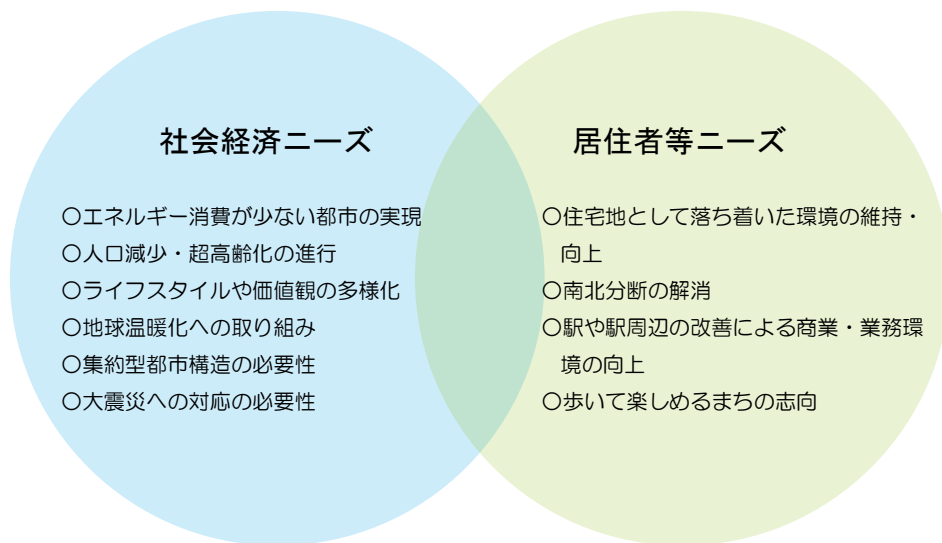 社会経済ニーズ
○エネルギー消費が少ない都市の実現
○人口減少・超高齢化の進行
○ライフスタイルや価値観の多様化
○地球温暖化への取り組み
○集約型都市構造の必要性
○大震災への対応の必要性
居住者等ニーズ
○住宅地として落ち着いた環境の維持・
向上
○南北分断の解消
○駅や駅周辺の改善による商業・業務環
境の向上
○歩いて楽しめるまちの志向